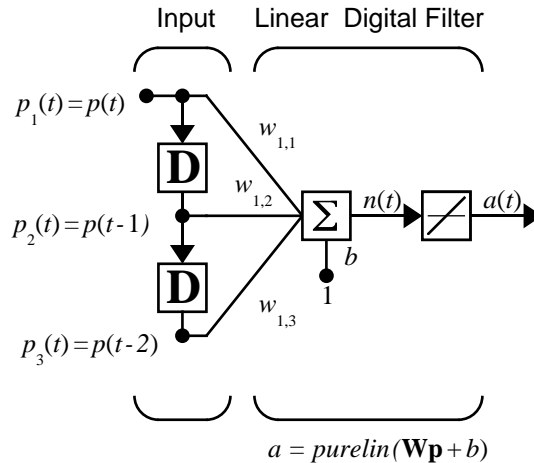 Input Linear Digital Filter
p1(t) = p(t)
w1,1
D
w1,2
n(t) a(t)
p2(t) = p(t-1)
Σ
b
D
1
w1,3
p3(t) = p(t-2)
a = purelin(Wp + b)